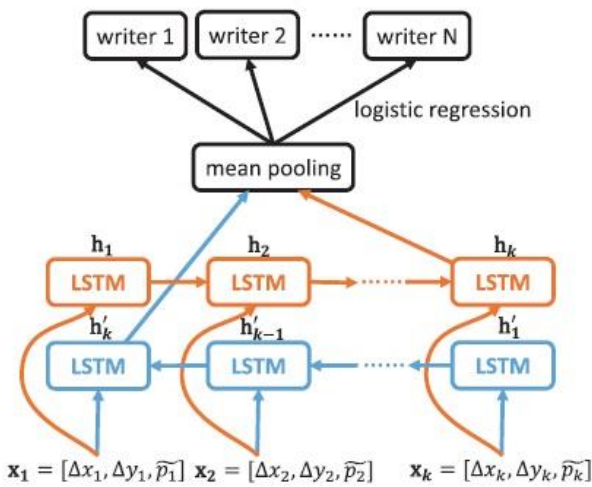 writer 1 writer 2 ...... writer N
logistic regression
mean pooling
h₁ h₂ hₖ
LSTM LSTM ...... LSTM
h′ₖ h′ₖ₋₁ h′₁
LSTM LSTM ...... LSTM
x₁ = [Δx₁, Δy₁, p̃₁] x₂ = [Δx₂, Δy₂, p̃₂] xₖ = [Δxₖ, Δyₖ, p̃ₖ]